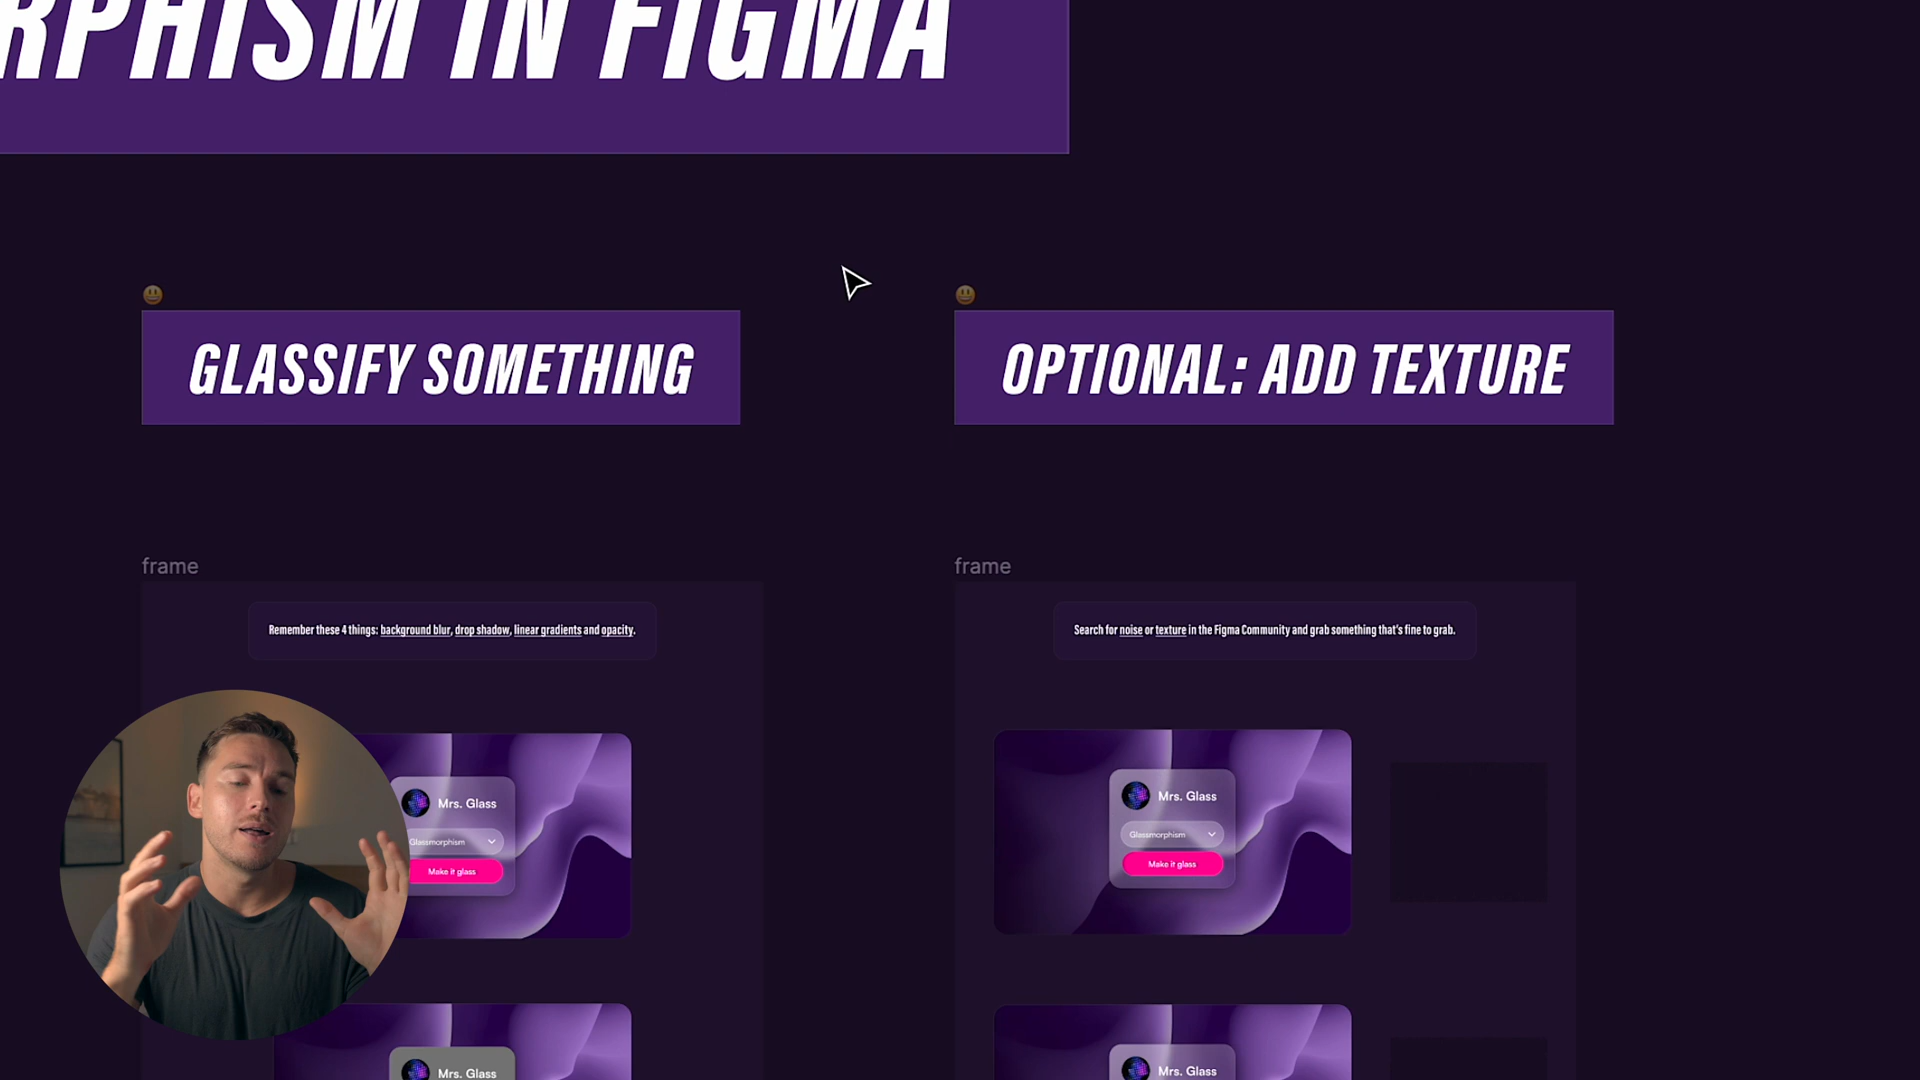 RPHISM IN FIGMA
GLASSIFY SOMETHING
OPTIONAL: ADD TEXTURE
frame
frame
Remember these 4 things: background blur, drop shadow, linear gradients and opacity.
Search for noise or texture in the Figma Community and grab something that's fine to grab.
Mrs. Glass
Glassmorphism
Make it glass
Mrs. Glass
Glassmorphism
Make it glass
Mrs. Glass
Mrs. Glass